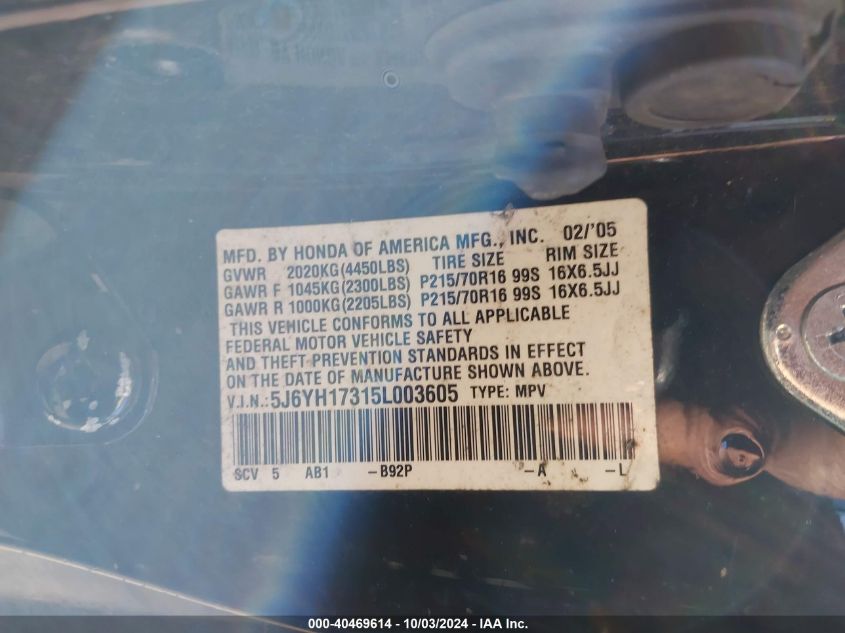 MFD. BY HONDA OF AMERICA MFG., INC. 02/'05
GVWR 2020KG(4450LBS) TIRE SIZE RIM SIZE
GAWR F 1045KG(2300LBS) P215/70R16 99S 16X6.5JJ
GAWR R 1000KG(2205LBS) P215/70R16 99S 16X6.5JJ
THIS VEHICLE CONFORMS TO ALL APPLICABLE
FEDERAL MOTOR VEHICLE SAFETY
AND THEFT PREVENTION STANDARDS IN EFFECT
ON THE DATE OF MANUFACTURE SHOWN ABOVE.
V.I.N.:5J6YH17315L003605 TYPE: MPV
SCV 5 AB1 -B92P -A -L
000-40469614 - 10/03/2024 - IAA Inc.